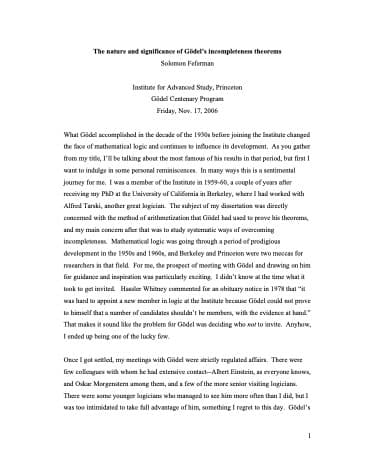 The nature and significance of Gödel's incompleteness theorems
Solomon Feferman
Institute for Advanced Study, Princeton
Gödel Centenary Program
Friday, Nov. 17, 2006
What Gödel accomplished in the decade of the 1930s before joining the Institute changed
the face of mathematical logic and continues to influence its development. As you gather
from my title, I'll be talking about the most famous of his results in that period, but first I
want to indulge in some personal reminiscences. In many ways this is a sentimental
journey for me. I was a member of the Institute in 1959-60, a couple of years after
receiving my PhD at the University of California in Berkeley, where I had worked with
Alfred Tarski, another great logician. The subject of my dissertation was directly
concerned with the method of arithmetization that Gödel had used to prove his theorems,
and my main concern after that was to study systematic ways of overcoming
incompleteness. Mathematical logic was going through a period of prodigious
development in the 1950s and 1960s, and Berkeley and Princeton were two meccas for
researchers in that field. For me, the prospect of meeting with Gödel and drawing on him
for guidance and inspiration was particularly exciting. I didn't know at the time what it
took to get invited. Hassler Whitney commented for an obituary notice in 1978 that "it
was hard to appoint a new member in logic at the Institute because Gödel could not prove
to himself that a number of candidates shouldn't be members, with the evidence at hand."
That makes it sound like the problem for Gödel was deciding who not to invite. Anyhow,
I ended up being one of the lucky few.
Once I got settled, my meetings with Gödel were strictly regulated affairs. There were
few colleagues with whom he had extensive contact--Albert Einstein, as everyone knows,
and Oskar Morgenstern among them, and a few of the more senior visiting logicians.
There were some younger logicians who managed to see him more often than I did, but I
was too intimidated to take full advantage of him, something I regret to this day. Gödel's
1